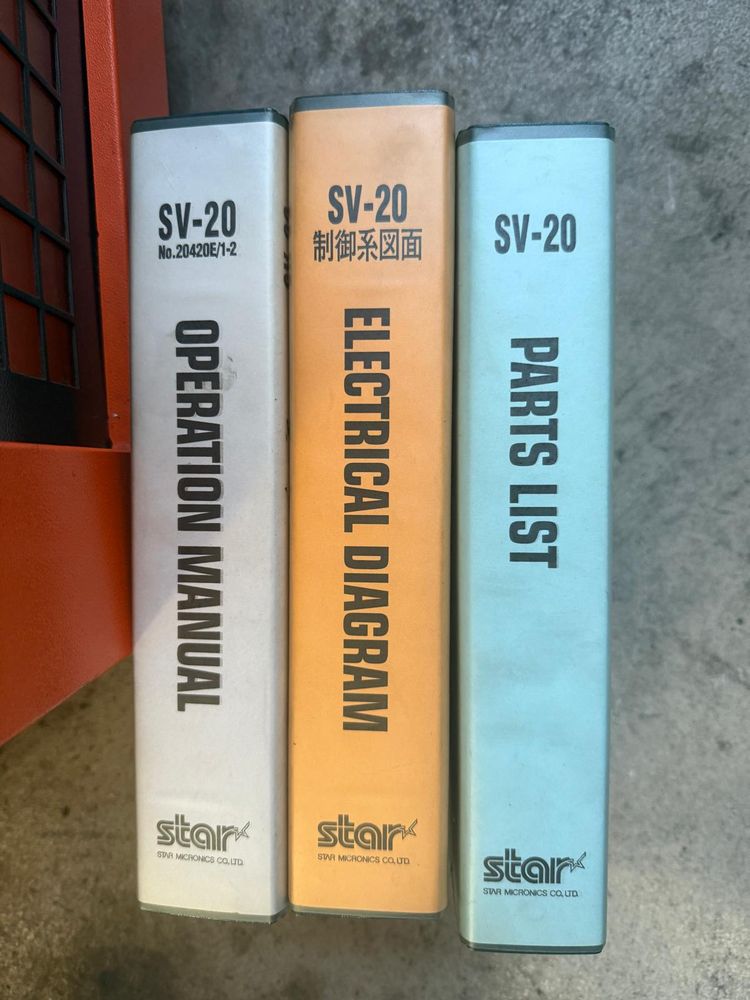 SV-20
No.20420E/1-2
OPERATION MANUAL
star
STAR MICRONICS CO., LTD.
SV-20
制御系図面
ELECTRICAL DIAGRAM
star
STAR MICRONICS CO., LTD.
SV-20
PARTS LIST
star
STAR MICRONICS CO., LTD.